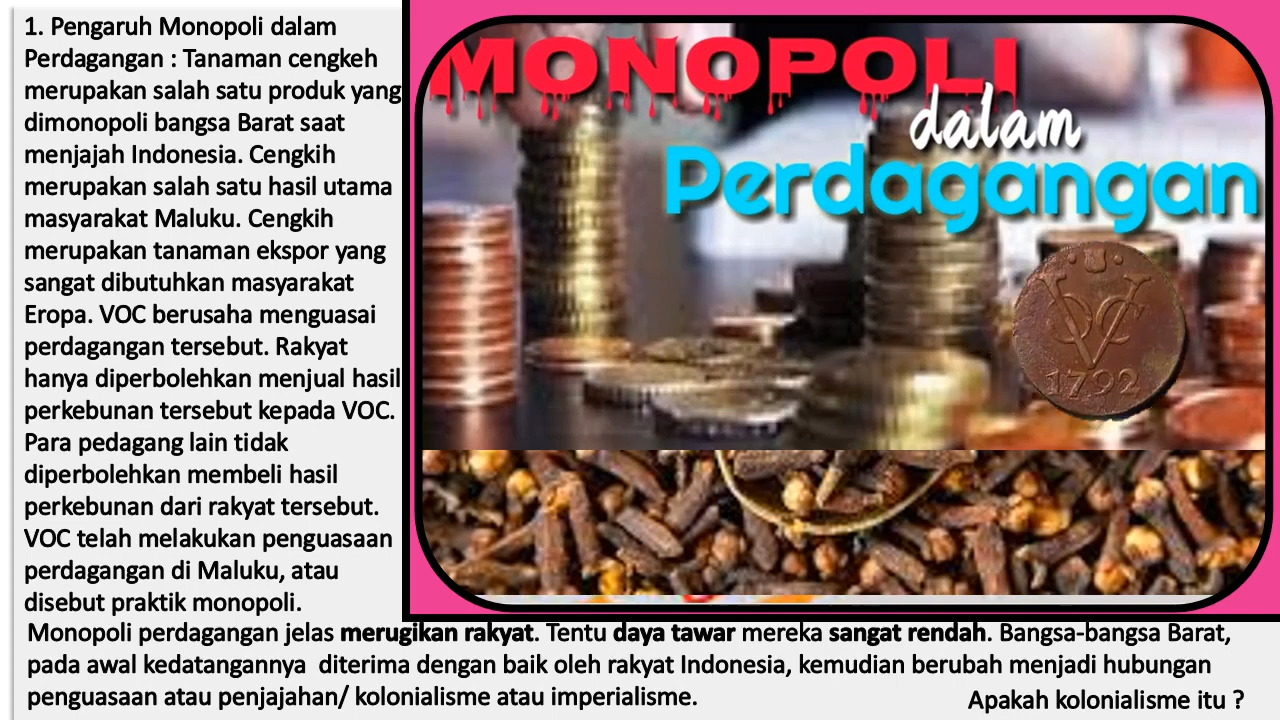 1. Pengaruh Monopoli dalam
Perdagangan : Tanaman cengkeh
merupakan salah satu produk yang
dimonopoli bangsa Barat saat
menjajah Indonesia. Cengkih
merupakan salah satu hasil utama
masyarakat Maluku. Cengkih
merupakan tanaman ekspor yang
sangat dibutuhkan masyarakat
Eropa. VOC berusaha menguasai
perdagangan tersebut. Rakyat
hanya diperbolehkan menjual hasil
perkebunan tersebut kepada VOC.
Para pedagang lain tidak
diperbolehkan membeli hasil
perkebunan dari rakyat tersebut.
VOC telah melakukan penguasaan
perdagangan di Maluku, atau
disebut praktik monopoli.
MONOPOLI
dalam
Perdagangan
VOC
1792
Monopoli perdagangan jelas merugikan rakyat. Tentu daya tawar mereka sangat rendah. Bangsa-bangsa Barat,
pada awal kedatangannya  diterima dengan baik oleh rakyat Indonesia, kemudian berubah menjadi hubungan
penguasaan atau penjajahan/ kolonialisme atau imperialisme.
Apakah kolonialisme itu ?